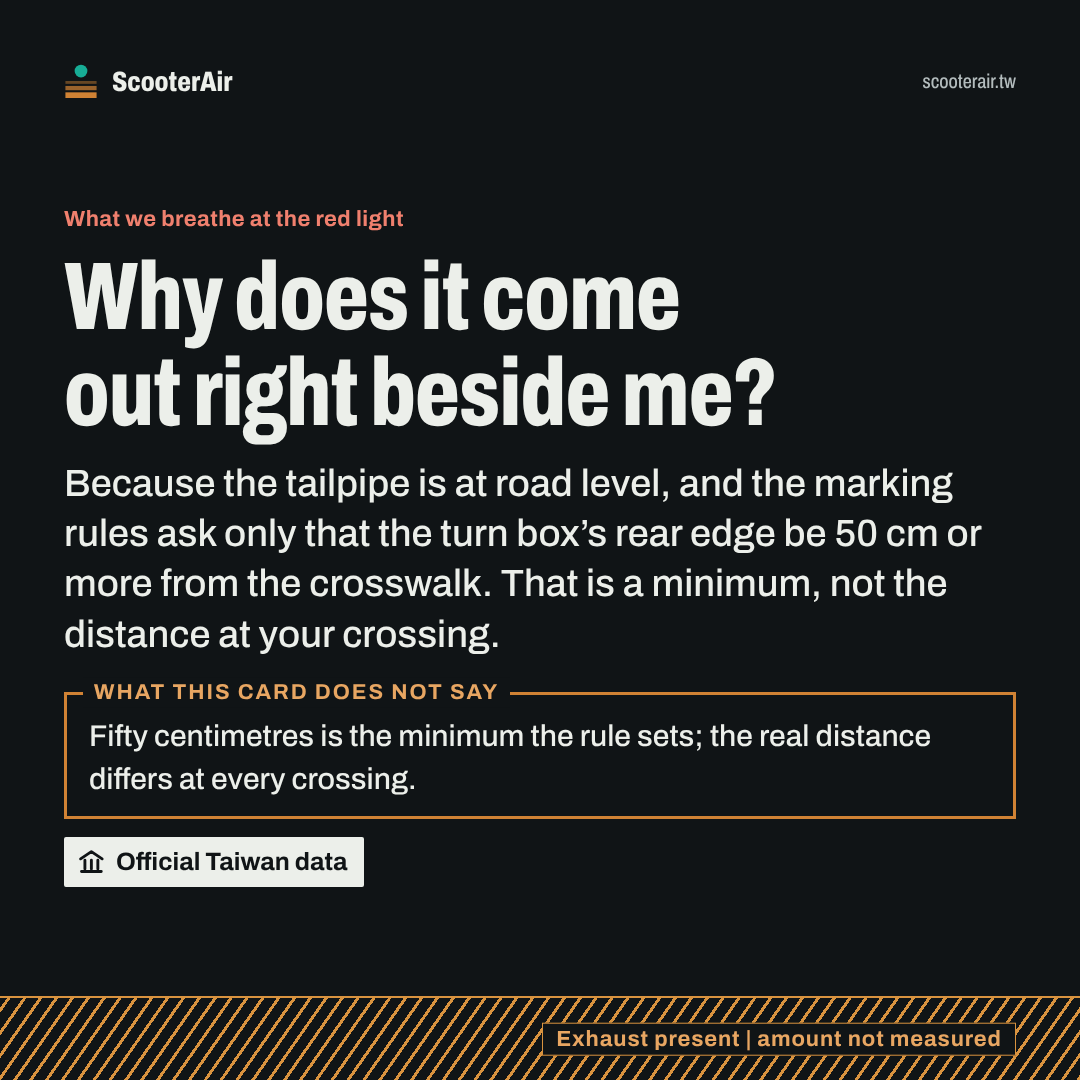 ScooterAir
scooterair.tw
What we breathe at the red light
Why does it come
out right beside me?
Because the tailpipe is at road level, and the marking
rules ask only that the turn box’s rear edge be 50 cm or
more from the crosswalk. That is a minimum, not the
distance at your crossing.
WHAT THIS CARD DOES NOT SAY
Fifty centimetres is the minimum the rule sets; the real distance
differs at every crossing.
Official Taiwan data
Exhaust present | amount not measured